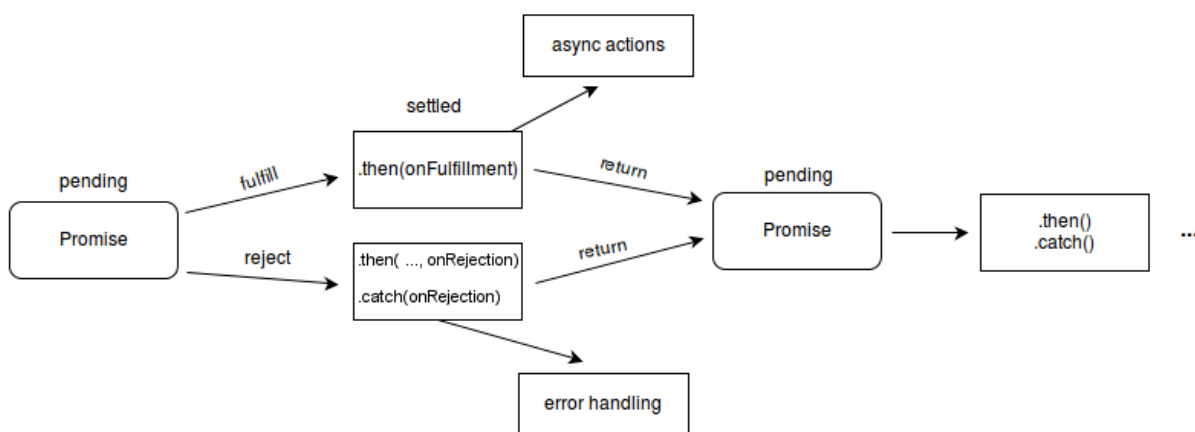 async actions
settled
.then(onFulfillment)
fulfill
return
pending
pending
Promise
Promise
.then()
.catch()
...
reject
.then( ..., onRejection)
return
.catch(onRejection)
error handling